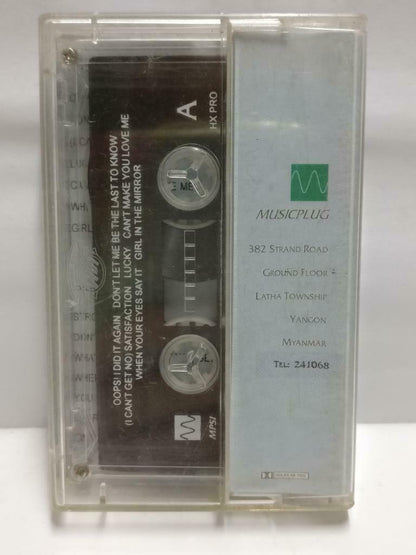 A
HX PRO
OOPS! I DID IT AGAIN DON'T LET ME BE THE LAST TO KNOW
(I CAN'T GET NO) SATISFACTION LUCKY CAN'T MAKE YOU LOVE ME
WHEN YOUR EYES SAY IT GIRL IN THE MIRROR
MPSI
MUSICPLUG
382 STRAND ROAD
GROUND FLOOR
LATHA TOWNSHIP
YANGON
MYANMAR
TEL: 241068